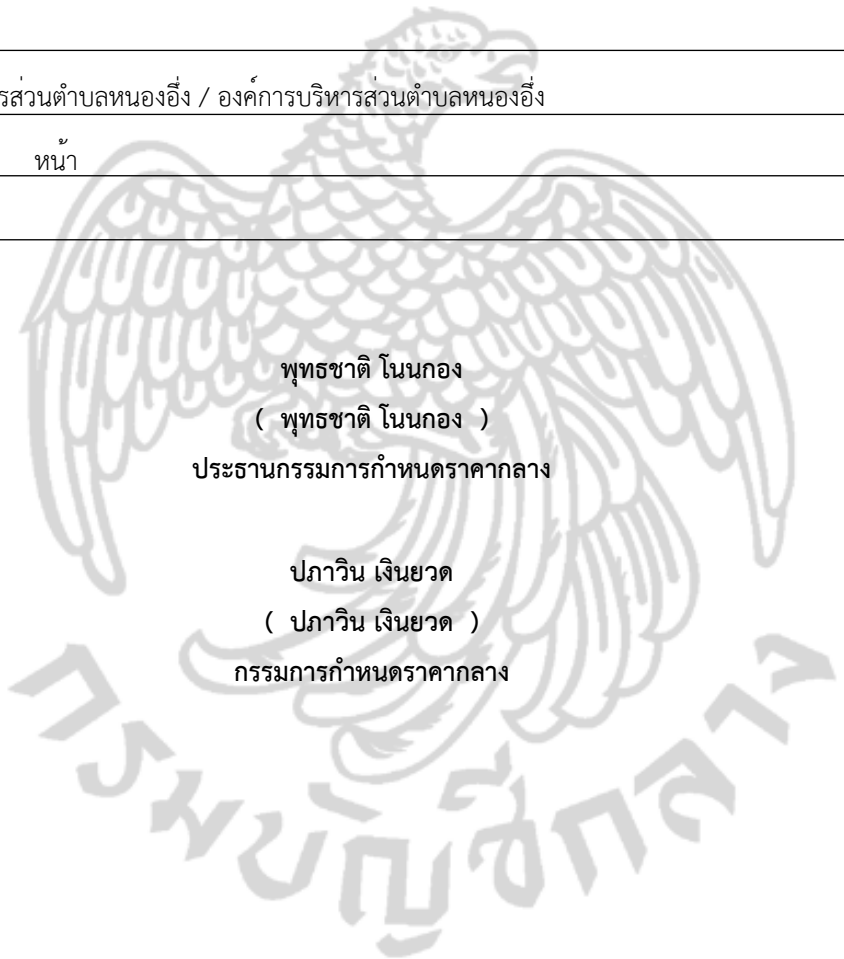 รส่วนตำบลหนองอึ่ง / องค์การบริหารส่วนตำบลหนองอึ่ง
หน้า
พุทธชาติ โนนกอง
( พุทธชาติ โนนกอง )
ประธานกรรมการกำหนดราคากลาง
ปภาวิน เงินยวด
( ปภาวิน เงินยวด )
กรรมการกำหนดราคากลาง
กรมบัญชีกลาง